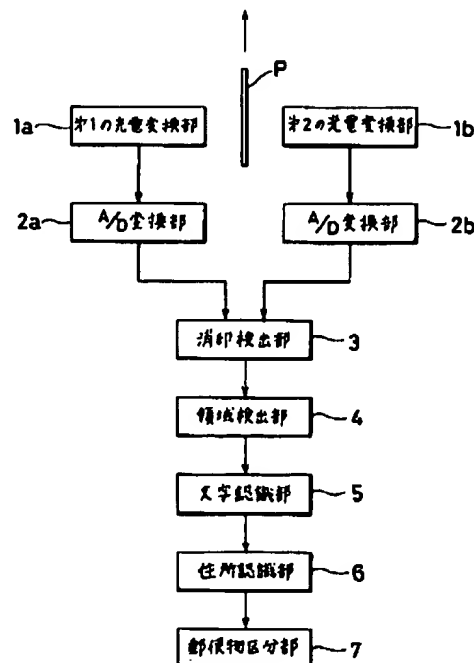 P
1a 第1の光電変換部 第2の光電変換部 1b
2a A/D変換部 A/D変換部 2b
消印検出部 3
領域検出部 4
文字認識部 5
住所認識部 6
郵便物区分部 7